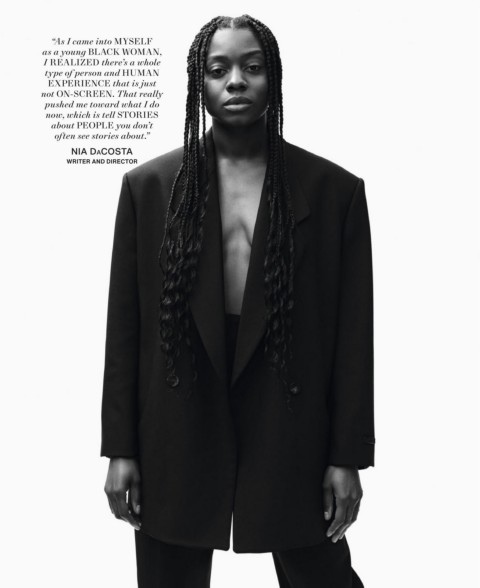 “As I came into MYSELF
as a young BLACK WOMAN,
I REALIZED there’s a whole
type of person and HUMAN
EXPERIENCE that is just
not ON-SCREEN. That really
pushed me toward what I do
now, which is tell STORIES
about PEOPLE you don’t
often see stories about.”
NIA DACOSTA
WRITER AND DIRECTOR